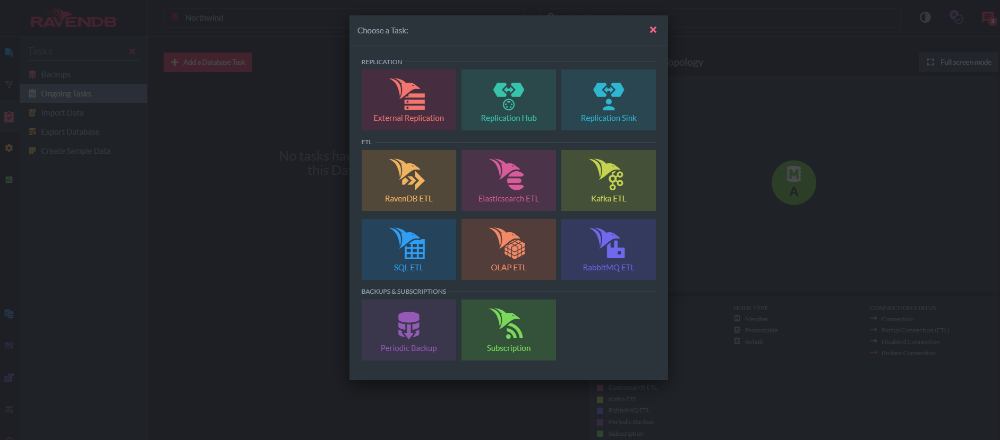 RAVENDB
Northwind
3
Tasks
Backups
Ongoing Tasks
Import Data
Export Database
Create Sample Data
Add a Database Task
No tasks
this
Full screen mode
Choose a Task:
REPLICATION
External Replication
Replication Hub
Replication Sink
ETL
RavenDB ETL
Elasticsearch ETL
Kafka ETL
SQL ETL
OLAP ETL
RabbitMQ ETL
BACKUPS & SUBSCRIPTIONS
Periodic Backup
Subscription
M
A
NODE TYPE
M Member
P Promotable
R Rehab
CONNECTION STATUS
Connection
Partial Connection (ETL)
Disabled Connection
Broken Connection
Elasticsearch ETL
Kafka ETL
RabbitMQ ETL
Periodic Backup
Subscription